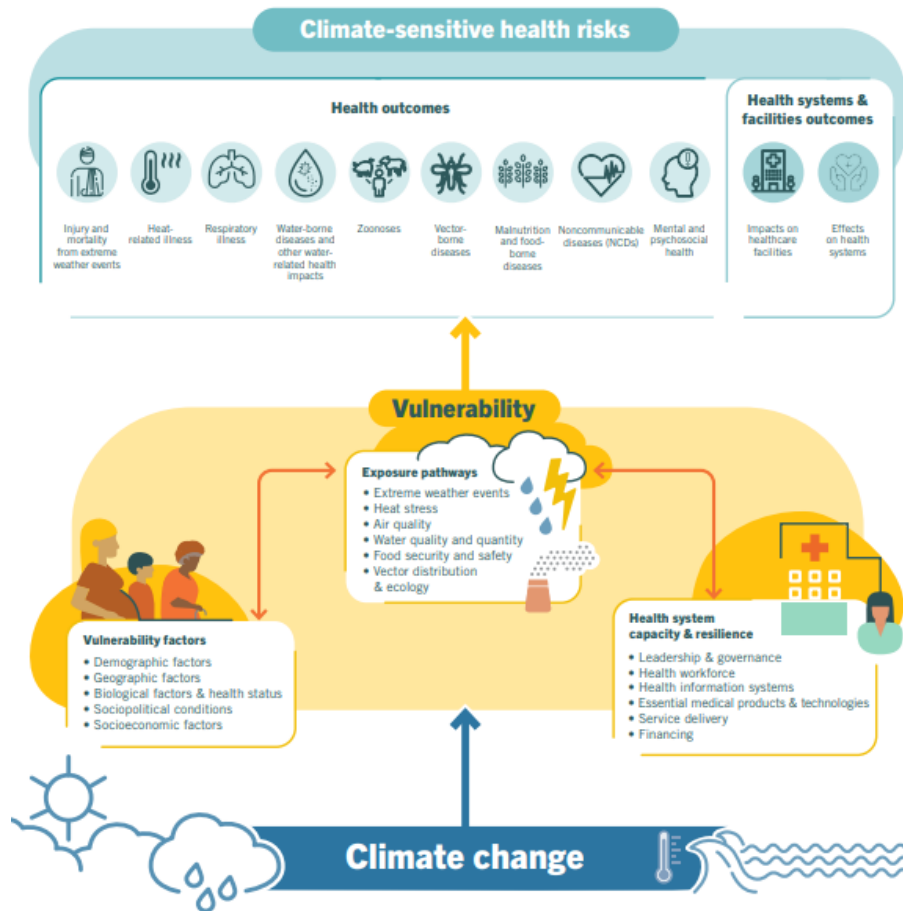 Climate-sensitive health risks
Health outcomes
Injury and
mortality
from extreme
weather events
Heat-
related illness
Respiratory
illness
Water-borne
diseases and
other water-
related health
impacts
Zoonoses
Vector-
borne
diseases
Malnutrition
and food-
borne
diseases
Noncommunicable
diseases (NCDs)
Mental and
psychosocial
health
Health systems &
facilities outcomes
Impacts on
healthcare
facilities
Effects
on health
systems
Vulnerability
Exposure pathways
• Extreme weather events
• Heat stress
• Air quality
• Water quality and quantity
• Food security and safety
• Vector distribution
& ecology
Vulnerability factors
• Demographic factors
• Geographic factors
• Biological factors & health status
• Sociopolitical conditions
• Socioeconomic factors
Health system
capacity & resilience
• Leadership & governance
• Health workforce
• Health information systems
• Essential medical products & technologies
• Service delivery
• Financing
Climate change